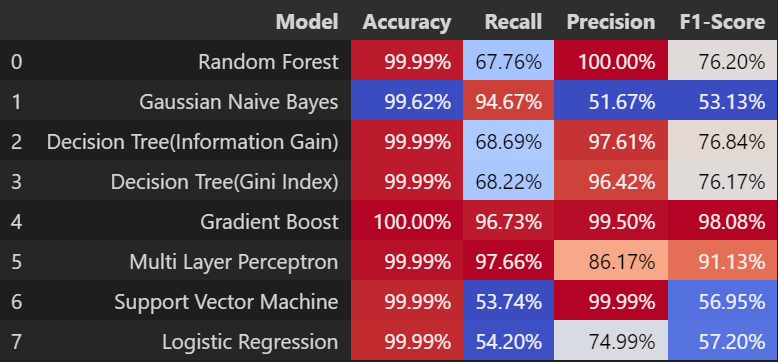 Model Accuracy Recall Precision F1-Score
0 Random Forest 99.99% 67.76% 100.00% 76.20%
1 Gaussian Naive Bayes 99.62% 94.67% 51.67% 53.13%
2 Decision Tree(Information Gain) 99.99% 68.69% 97.61% 76.84%
3 Decision Tree(Gini Index) 99.99% 68.22% 96.42% 76.17%
4 Gradient Boost 100.00% 96.73% 99.50% 98.08%
5 Multi Layer Perceptron 99.99% 97.66% 86.17% 91.13%
6 Support Vector Machine 99.99% 53.74% 99.99% 56.95%
7 Logistic Regression 99.99% 54.20% 74.99% 57.20%